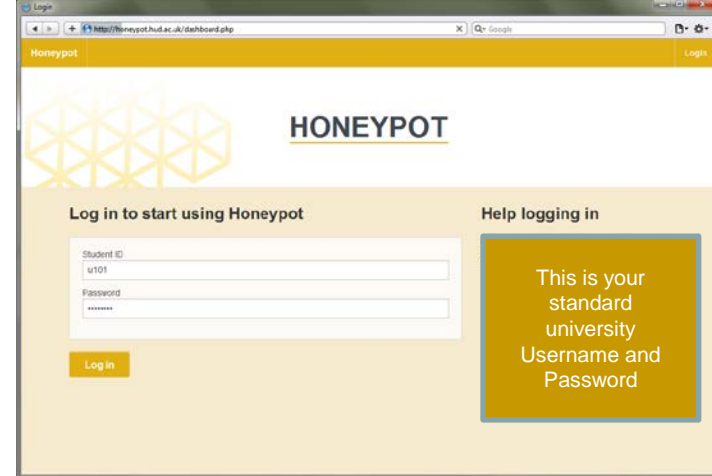 Login
http://honeypot.hud.ac.uk/dashboard.php
Google
Honeypot
Login
HONEYPOT
Log in to start using Honeypot
Help logging in
Student ID
u101
Password
••••••••
Log in
This is your
standard
university
Username and
Password